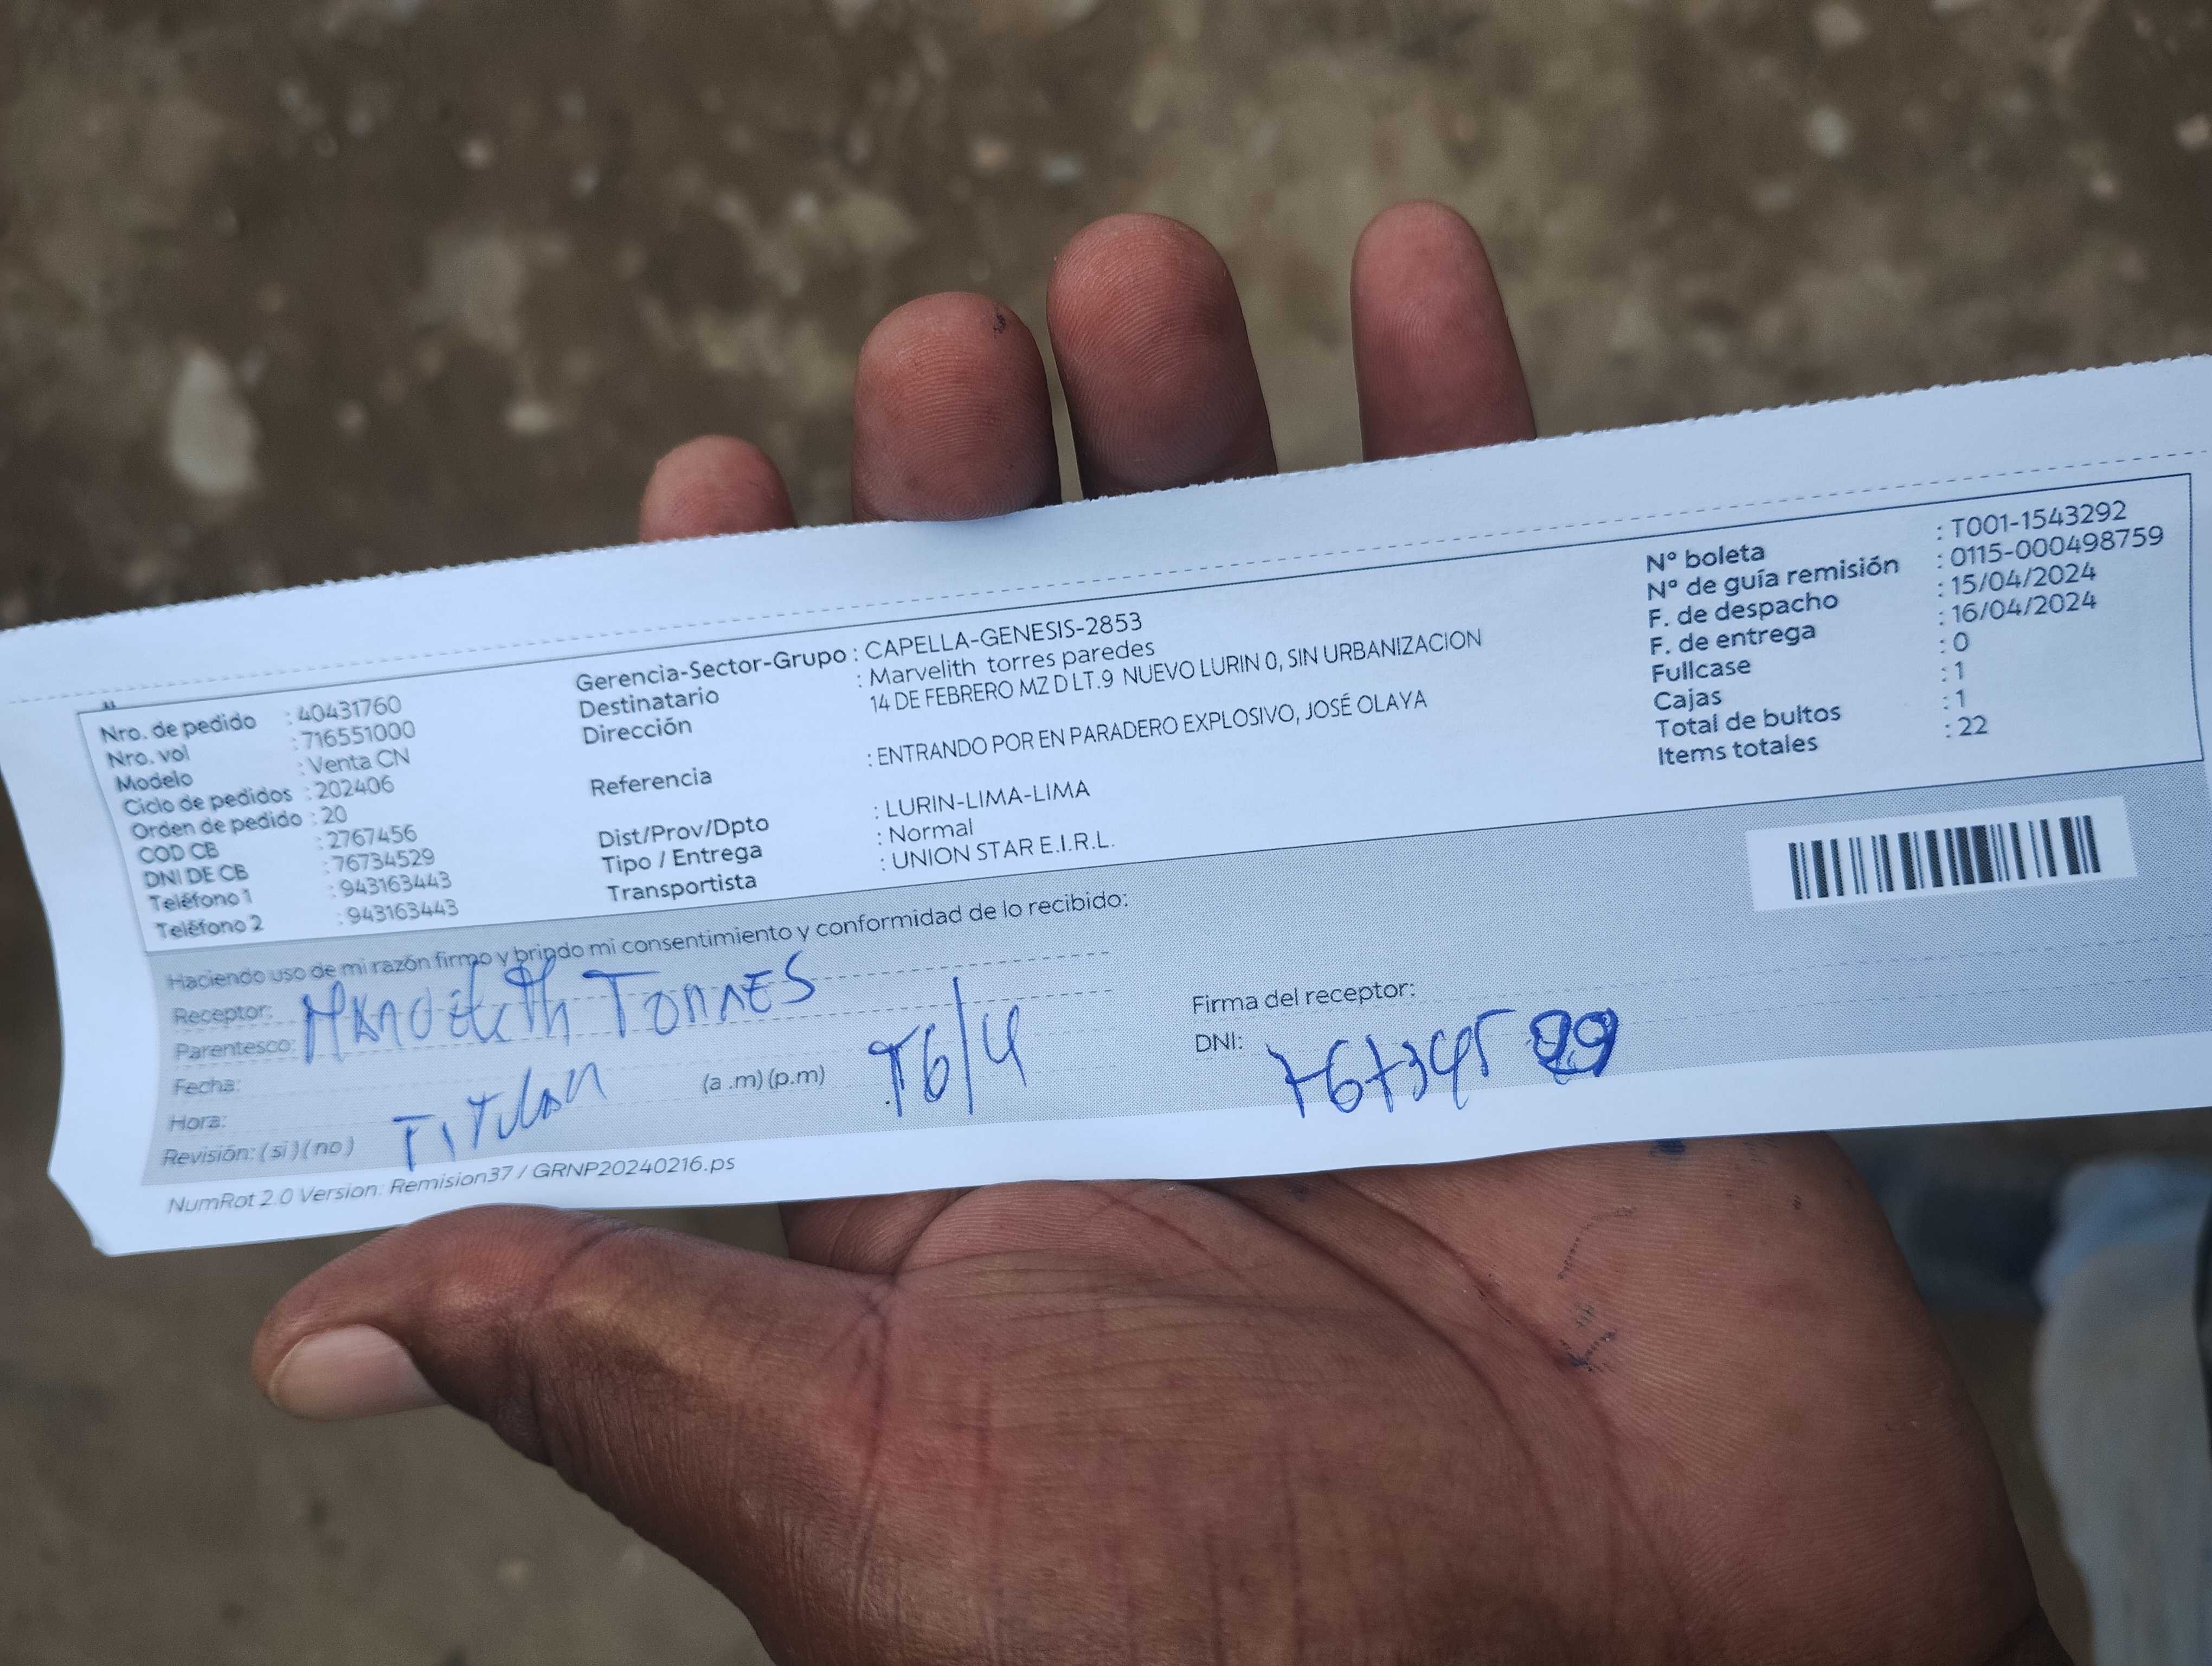 Nro. de pedido : 40431760
Nro. vol : 716551000
Modelo : Venta CN
Ciclo de pedidos : 202406
Orden de pedido : 20
COD CB : 2767456
DNI DE CB : 76734529
Teléfono 1 : 943163443
Teléfono 2 : 943163443
Gerencia-Sector-Grupo : CAPELLA-GENESIS-2853
Destinatario : Marvelith torres paredes
Dirección 14 DE FEBRERO MZ D LT.9 NUEVO LURIN 0, SIN URBANIZACION
Referencia : ENTRANDO POR EN PARADERO EXPLOSIVO, JOSÉ OLAYA
Dist/Prov/Dpto : LURIN-LIMA-LIMA
Tipo / Entrega : Normal
Transportista : UNION STAR E.I.R.L.
N° boleta : T001-1543292
N° de guía remisión : 0115-000498759
F. de despacho : 15/04/2024
F. de entrega : 16/04/2024
Fullcase : 0
Cajas : 1
Total de bultos : 1
Items totales : 22
Haciendo uso de mi razón firmo y brindo mi consentimiento y conformidad de lo recibido:
Receptor: Torres
Parentesco:
Fecha:
Hora: Titular (a .m) (p.m) 16/4
Revisión: ( si ) ( no )
Firma del receptor:
DNI: 76734529
NumRot 2.0 Version: Remision37 / GRNP20240216.ps